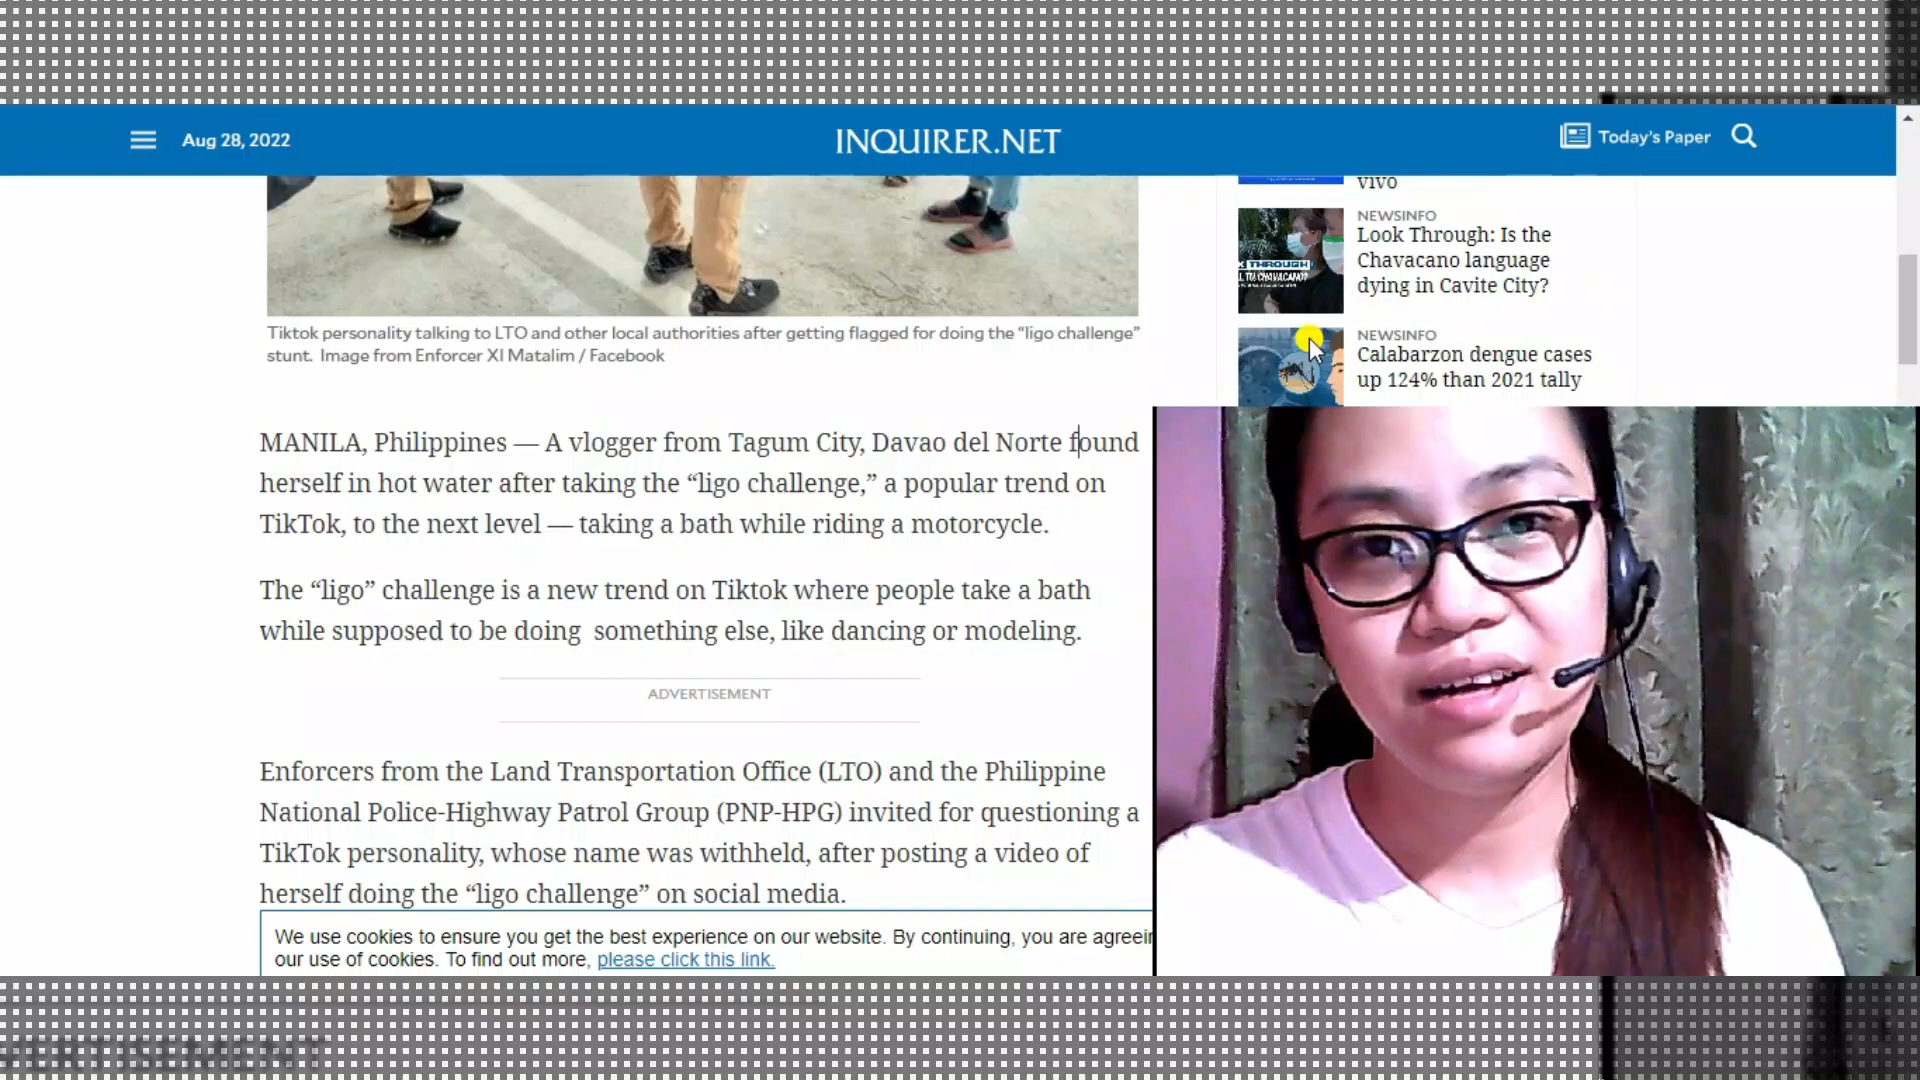 Aug 28, 2022
INQUIRER.NET
Today's Paper
vivo
NEWSINFO
Look Through: Is the
Chavacano language
dying in Cavite City?
THROUGH
NEWSINFO
Calabarzon dengue cases
up 124% than 2021 tally
Tiktok personality talking to LTO and other local authorities after getting flagged for doing the “ligo challenge”
stunt. Image from Enforcer XI Matalim / Facebook
MANILA, Philippines — A vlogger from Tagum City, Davao del Norte found
herself in hot water after taking the “ligo challenge,” a popular trend on
TikTok, to the next level — taking a bath while riding a motorcycle.
The “ligo” challenge is a new trend on Tiktok where people take a bath
while supposed to be doing something else, like dancing or modeling.
ADVERTISEMENT
Enforcers from the Land Transportation Office (LTO) and the Philippine
National Police-Highway Patrol Group (PNP-HPG) invited for questioning a
TikTok personality, whose name was withheld, after posting a video of
herself doing the “ligo challenge” on social media.
We use cookies to ensure you get the best experience on our website. By continuing, you are agreein
our use of cookies. To find out more, please click this link.
VERTISEMENT